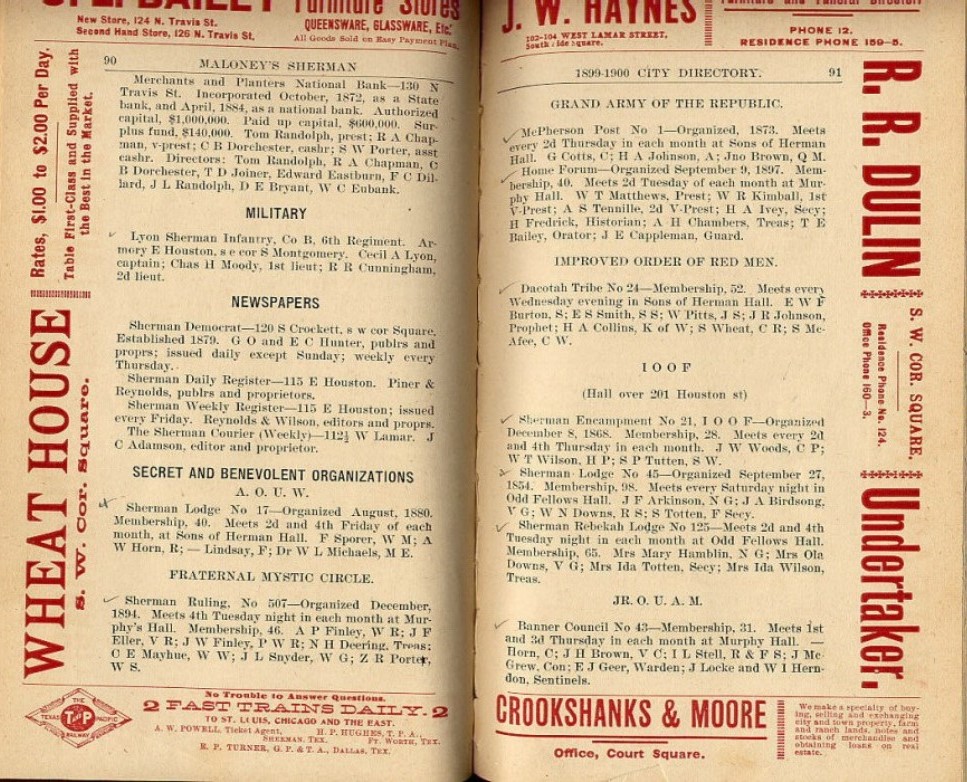 New Store, 124 N. Travis St.
Second Hand Store, 126 N. Travis St.
Furniture Stores
QUEENSWARE, GLASSWARE, Etc.
All Goods Sold on Easy Payment Plan.
90 MALONEY'S SHERMAN
Merchants and Planters National Bank—130 N
Travis St. Incorporated October, 1872, as a State
bank, and April, 1884, as a national bank. Authorized
capital, $1,000,000. Paid up capital, $600,000. Sur-
plus fund, $140,000. Tom Randolph, prest; R A Chap-
man, v-prest; C B Dorchester, cashr; S W Porter, asst
cashr. Directors: Tom Randolph, R A Chapman, C
B Dorchester, T D Joiner, Edward Eastburn, F C Dil-
lard, J L Randolph, D E Bryant, W C Eubank.
MILITARY
Lyon Sherman Infantry, Co B, 6th Regiment. Ar-
mory E Houston, s e cor S Montgomery. Cecil A Lyon,
captain; Chas H Moody, 1st lieut; R R Cunningham,
2d lieut.
NEWSPAPERS
Sherman Democrat—120 S Crockett, s w cor Square,
Established 1879. G O and E C Hunter, publrs and
proprs; issued daily except Sunday; weekly every
Thursday.
Sherman Daily Register—115 E Houston. Piner &
Reynolds, publrs and proprietors.
Sherman Weekly Register—115 E Houston; issued
every Friday. Reynolds & Wilson, editors and proprs.
The Sherman Courier (Weekly)—112½ W Lamar. J
C Adamson, editor and proprietor.
SECRET AND BENEVOLENT ORGANIZATIONS
A. O. U. W.
Sherman Lodge No 17—Organized August, 1880.
Membership, 40. Meets 2d and 4th Friday of each
month, at Sons of Herman Hall. F Sporer, W M; A
W Horn, R; — Lindsay, F; Dr W L Michaels, M E.
FRATERNAL MYSTIC CIRCLE.
Sherman Ruling, No 507—Organized December,
1894. Meets 4th Tuesday night in each month at Mur-
phy's Hall. Membership, 46. A P Finley, W R; J F
Eller, V R; J W Finley, P W R; N H Deering, Treas;
C E Mayhue, W W; J L Snyder, W G; Z R Porter,
W S.
Rates, $1.00 to $2.00 Per Day.
Table First-Class and Supplied with
the Best in the Market.
WHEAT HOUSE
S. W. Cor. Square.
THE
TEXAS T&P PACIFIC
RAILWAY
No Trouble to Answer Questions.
2 FAST TRAINS DAILY. 2
TO ST. LOUIS, CHICAGO AND THE EAST.
A. W. POWELL, Ticket Agent, H. P. HUGHES, T. P. A.,
SHERMAN, TEX. FT. WORTH, TEX.
E. P. TURNER, G. P. & T. A., DALLAS, TEX.
J. W. HAYNES
102-104 WEST LAMAR STREET,
South Side Square.
PHONE 12.
RESIDENCE PHONE 159-5.
1899-1900 CITY DIRECTORY. 91
GRAND ARMY OF THE REPUBLIC.
McPherson Post No 1—Organized, 1873. Meets
every 2d Thursday in each month at Sons of Herman
Hall. G Cotts, C; H A Johnson, A; Jno Brown, Q M.
Home Forum—Organized September 9, 1897. Mem-
bership, 40. Meets 2d Tuesday of each month at Mur-
phy Hall. W T Matthews, Prest; W R Kimball, 1st
V-Prest; A S Tennille, 2d V-Prest; H A Ivey, Secy;
H Fredrick, Historian; A H Chambers, Treas; T E
Bailey, Orator; J E Cappleman, Guard.
IMPROVED ORDER OF RED MEN.
Dacotah Tribe No 24—Membership, 52. Meets every
Wednesday evening in Sons of Herman Hall. E W F
Burton, S; E S Smith, S S; W Pitts, J S; J R Johnson,
Prophet; H A Collins, K of W; S Wheat, C R; S Mc-
Afee, C W.
I O O F
(Hall over 201 Houston st)
Sherman Encampment No 21, I O O F—Organized
December 8, 1868. Membership, 28. Meets every 2d
and 4th Thursday in each month. J W Woods, C P;
W T Wilson, H P; S P Tutten, S W.
Sherman Lodge No 45—Organized September 27,
1854. Membership, 98. Meets every Saturday night in
Odd Fellows Hall. J F Arkinson, N G; J A Birdsong,
V G; W N Downs, R S; S Totten, F Secy.
Sherman Rebekah Lodge No 125—Meets 2d and 4th
Tuesday night in each month at Odd Fellows Hall.
Membership, 65. Mrs Mary Hamblin, N G; Mrs Ola
Downs, V G; Mrs Ida Totten, Secy; Mrs Ida Wilson,
Treas.
JR. O. U. A. M.
Banner Council No 43—Membership, 31. Meets 1st
and 3d Thursday in each month at Murphy Hall. —
Horn, C; J H Brown, V C; I L Stell, R & F S; J Mc-
Grew, Con; E J Geer, Warden; J Locke and W I Hern-
don, Sentinels.
R. R. DULIN
S. W. COR. SQUARE.
Residence Phone No. 124.
Office Phone 160—3.
Undertaker.
CROOKSHANKS & MOORE
Office, Court Square.
We make a specialty of buy-
ing, selling and exchanging
city and town property, farm
and ranch lands, notes and
stocks of merchandise and
obtaining loans on real
estate.